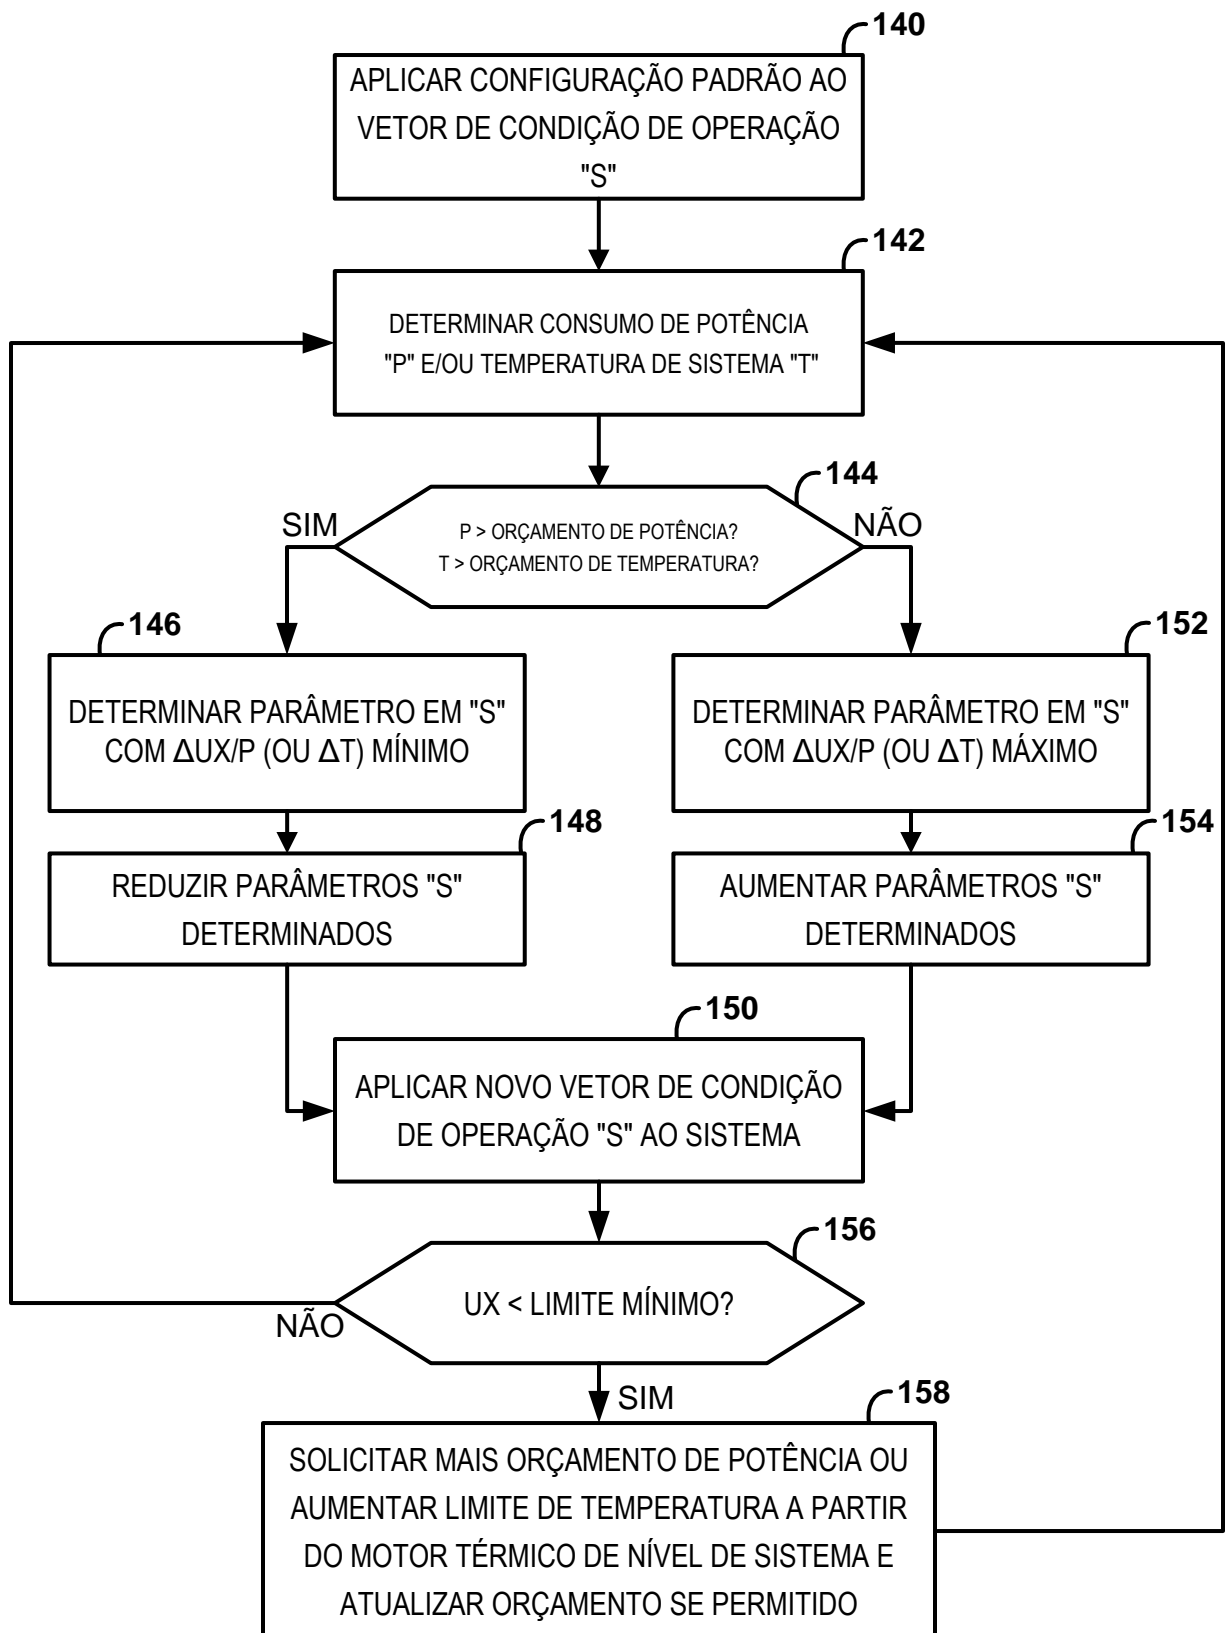 140
APLICAR CONFIGURAÇÃO PADRÃO AO
VETOR DE CONDIÇÃO DE OPERAÇÃO
"S"
142
DETERMINAR CONSUMO DE POTÊNCIA
"P" E/OU TEMPERATURA DE SISTEMA "T"
144
SIM
P > ORÇAMENTO DE POTÊNCIA?
T > ORÇAMENTO DE TEMPERATURA?
NÃO
146
DETERMINAR PARÂMETRO EM "S"
COM ΔUX/P (OU ΔT) MÍNIMO
152
DETERMINAR PARÂMETRO EM "S"
COM ΔUX/P (OU ΔT) MÁXIMO
148
REDUZIR PARÂMETROS "S"
DETERMINADOS
154
AUMENTAR PARÂMETROS "S"
DETERMINADOS
150
APLICAR NOVO VETOR DE CONDIÇÃO
DE OPERAÇÃO "S" AO SISTEMA
156
UX < LIMITE MÍNIMO?
NÃO
SIM
158
SOLICITAR MAIS ORÇAMENTO DE POTÊNCIA OU
AUMENTAR LIMITE DE TEMPERATURA A PARTIR
DO MOTOR TÉRMICO DE NÍVEL DE SISTEMA E
ATUALIZAR ORÇAMENTO SE PERMITIDO